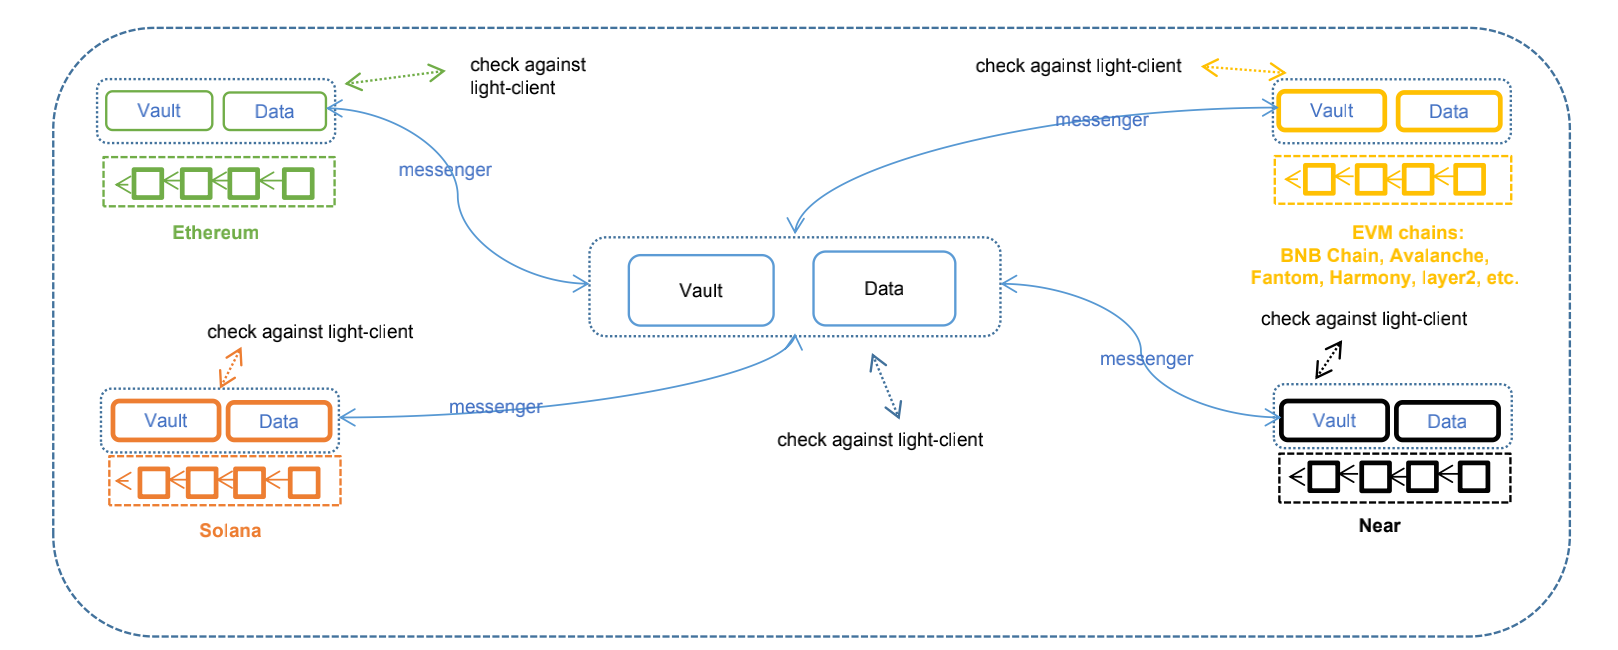 check against
light-client
Vault
Data
messenger
Ethereum
check against light-client
Vault
Data
messenger
EVM chains:
BNB Chain, Avalanche,
Fantom, Harmony, layer2, etc.
Vault
Data
check against light-client
check against light-client
Vault
Data
messenger
Solana
check against light-client
messenger
Vault
Data
Near